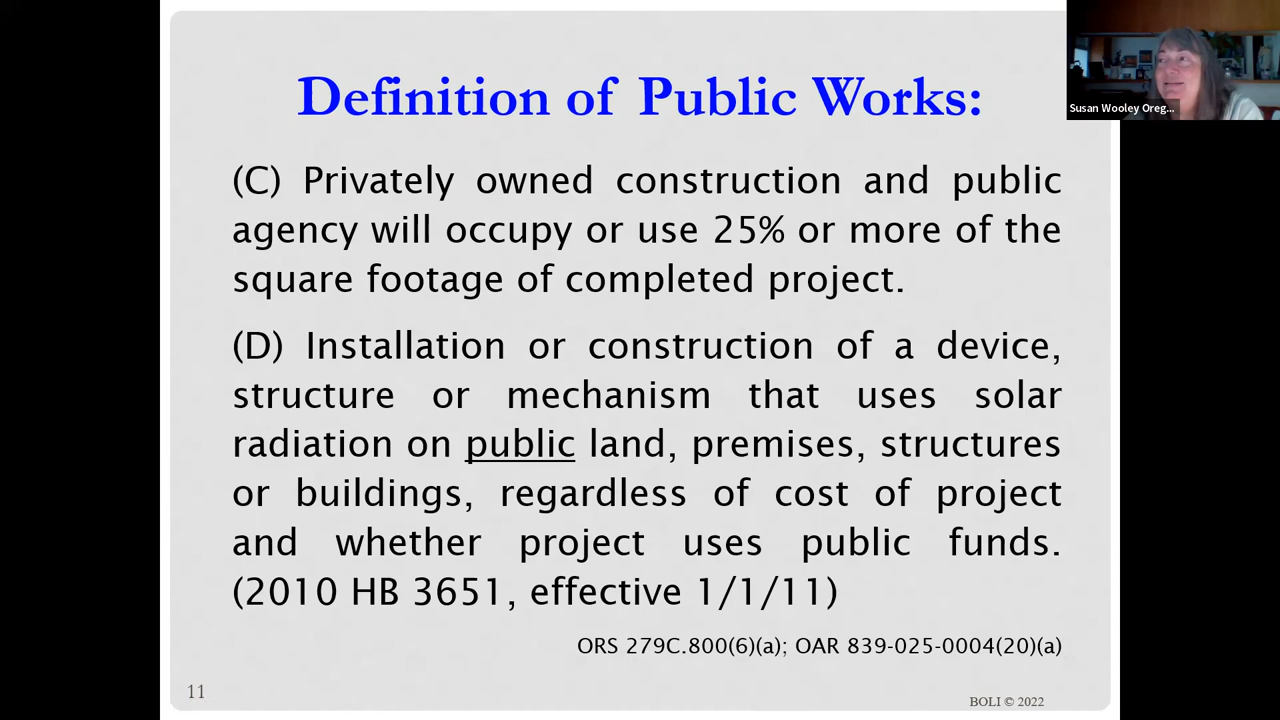 Definition of Public Works:
Susan Wooley Oreg...
(C) Privately owned construction and public
agency will occupy or use 25% or more of the
square footage of completed project.
(D) Installation or construction of a device,
structure or mechanism that uses solar
radiation on public land, premises, structures
or buildings, regardless of cost of project
and whether project uses public funds.
(2010 HB 3651, effective 1/1/11)
ORS 279C.800(6)(a); OAR 839-025-0004(20)(a)
11
BOLI © 2022